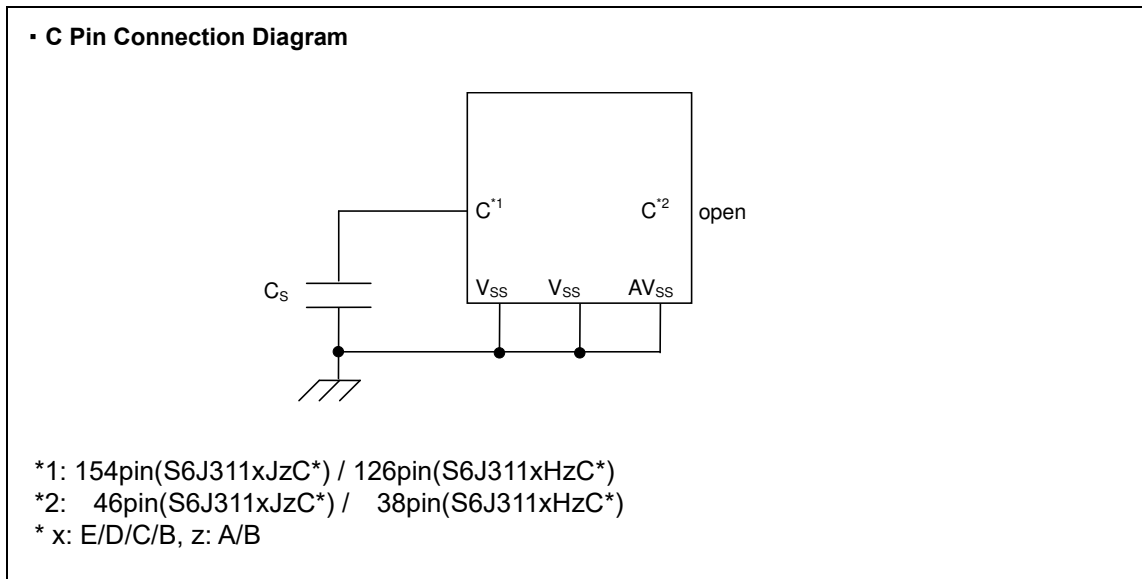 ▪ C Pin Connection Diagram
C*1
C*2
open
CS
VSS
VSS
AVSS
*1: 154pin(S6J311xJzC*) / 126pin(S6J311xHzC*)
*2: 46pin(S6J311xJzC*) / 38pin(S6J311xHzC*)
* x: E/D/C/B, z: A/B